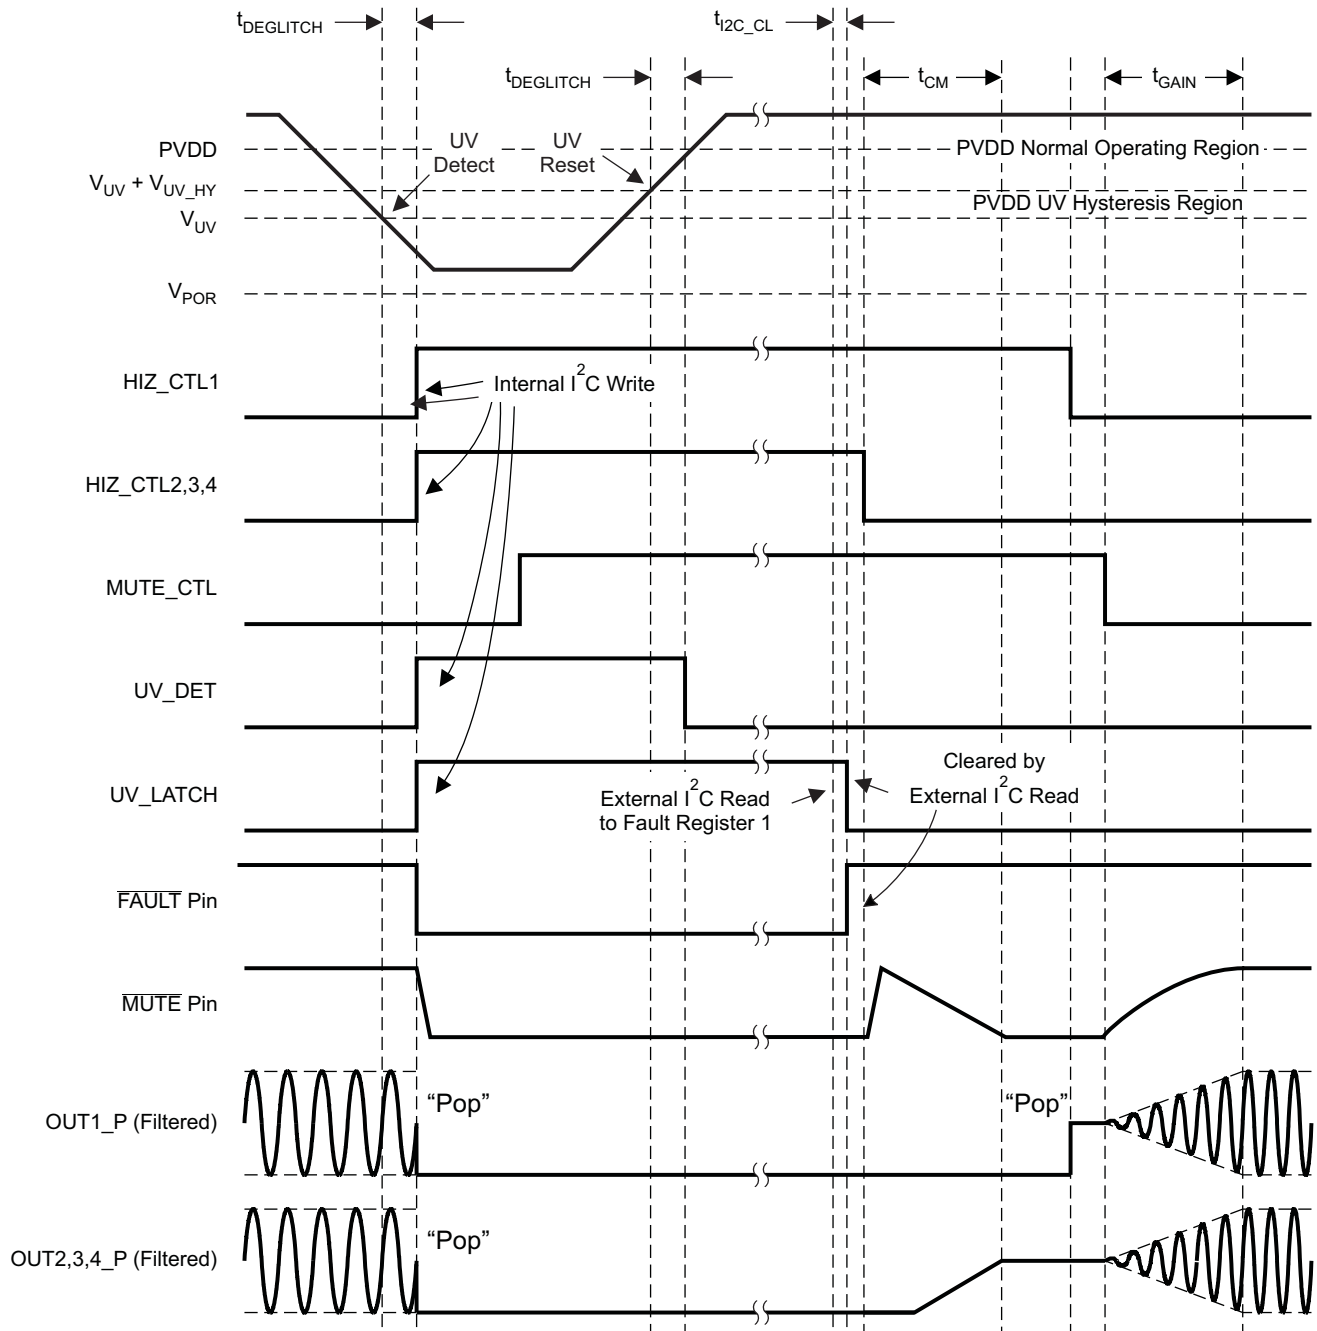 tDEGLITCH
tI2C_CL
tDEGLITCH
tCM
tGAIN
PVDD
UV
Detect
UV
Reset
PVDD Normal Operating Region
VUV + VUV_HY
PVDD UV Hysteresis Region
VUV
VPOR
HIZ_CTL1
Internal I2C Write
HIZ_CTL2,3,4
MUTE_CTL
UV_DET
UV_LATCH
External I2C Read
to Fault Register 1
Cleared by
External I2C Read
FAULT Pin
MUTE Pin
OUT1_P (Filtered)
“Pop”
“Pop”
OUT2,3,4_P (Filtered)
“Pop”